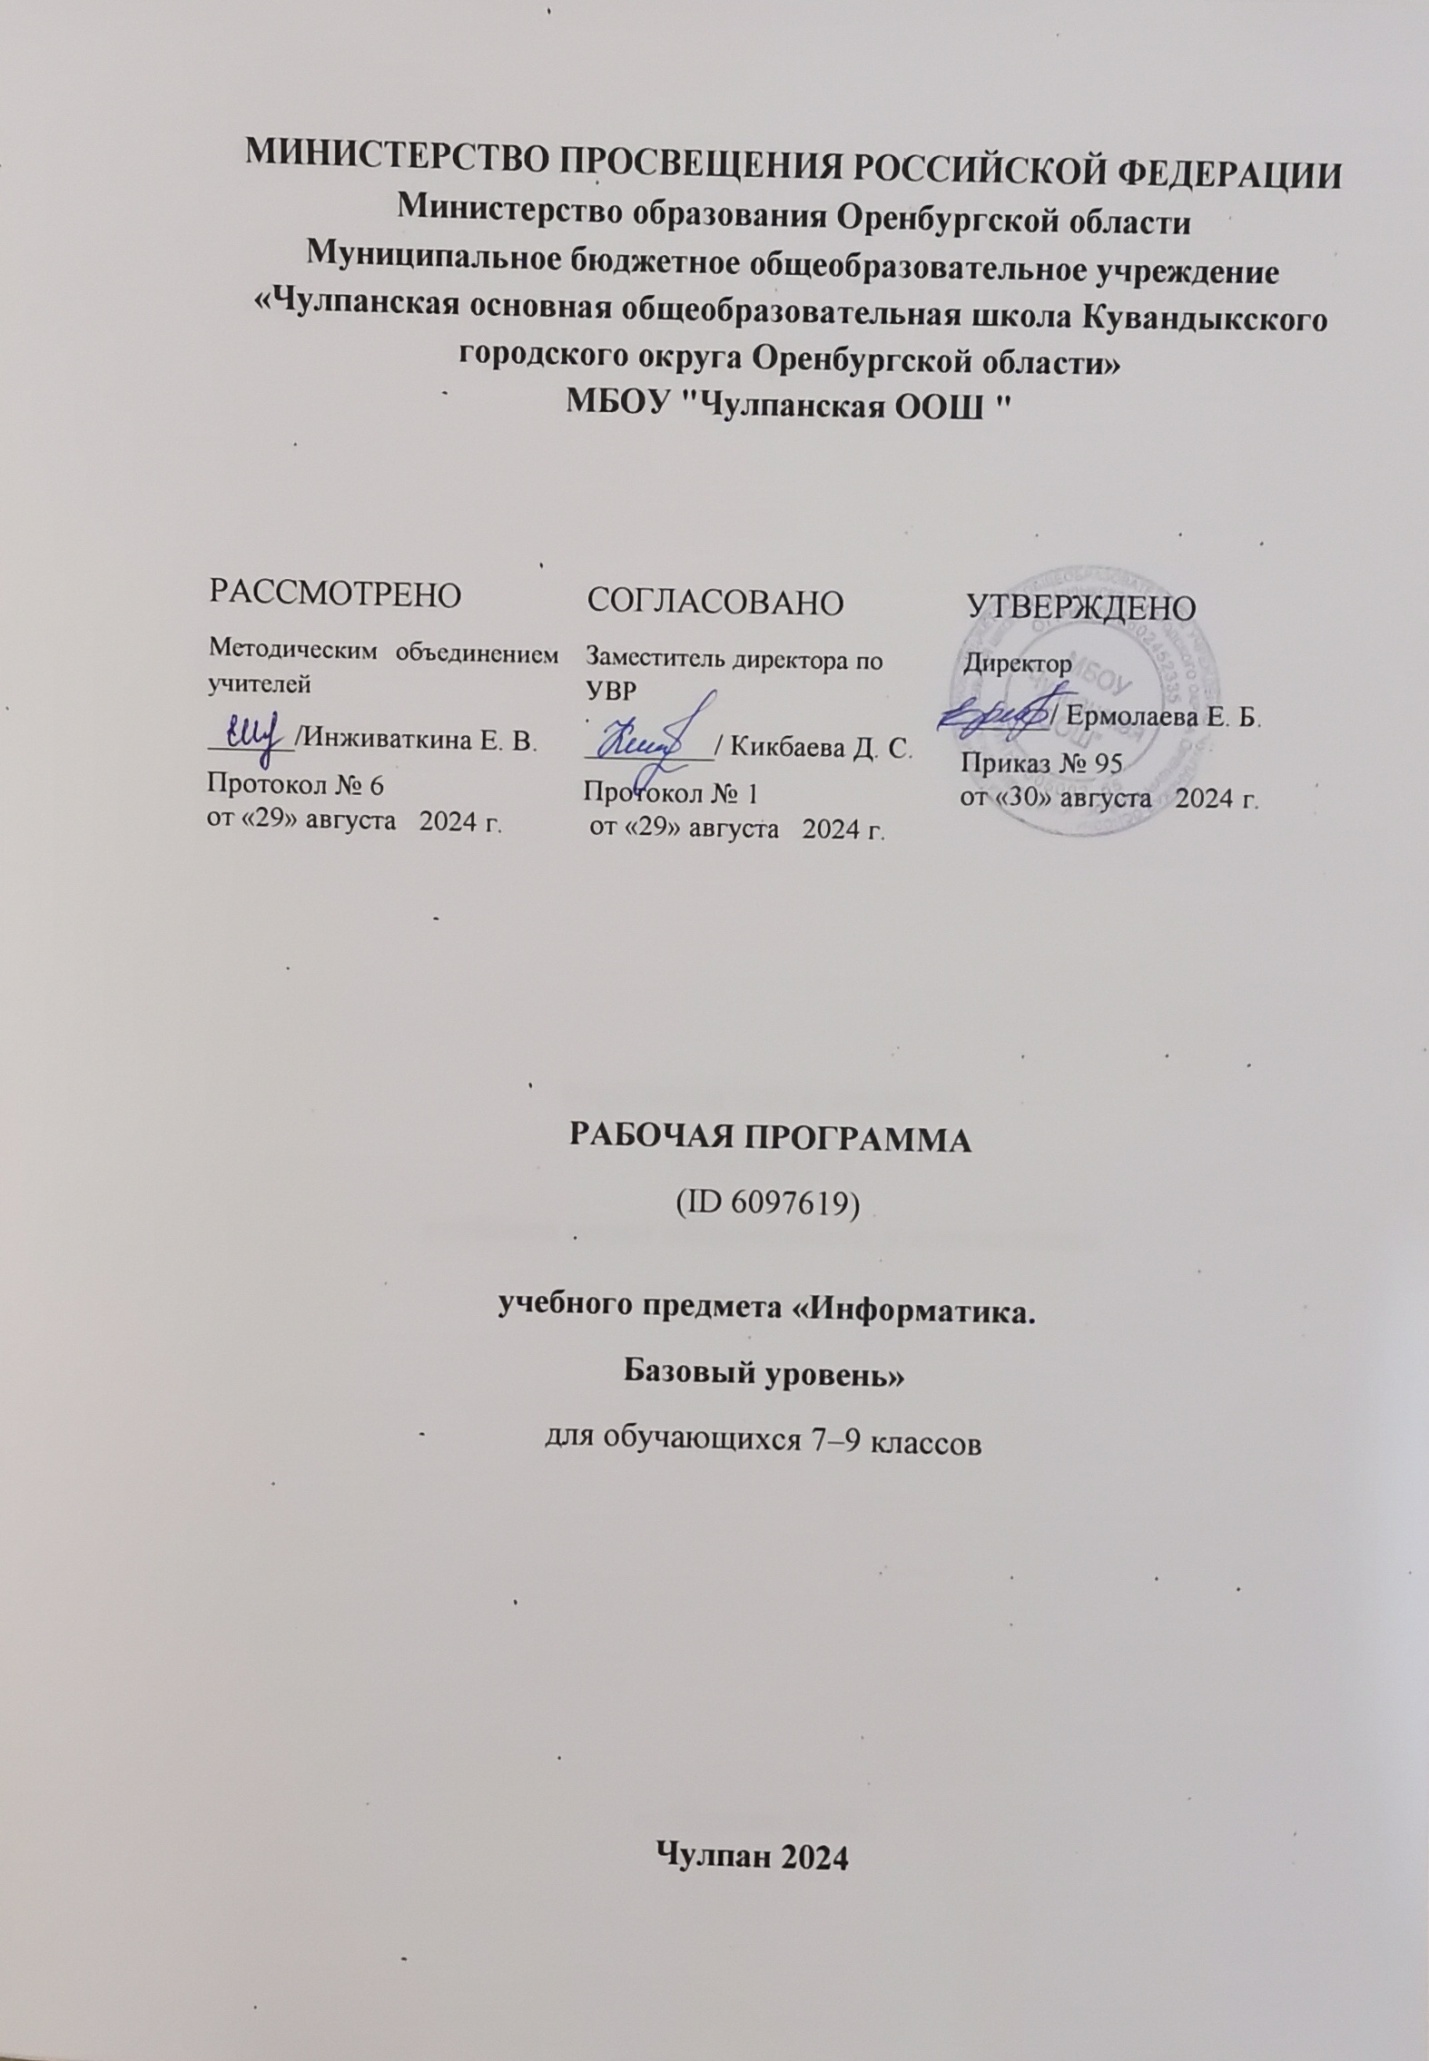 МИНИСТЕРСТВО ПРОСВЕЩЕНИЯ РОССИЙСКОЙ ФЕДЕРАЦИИ
Министерство образования Оренбургской области
Муниципальное бюджетное общеобразовательное учреждение
«Чулпанская основная общеобразовательная школа Кувандыкского
городского округа Оренбургской области»
МБОУ "Чулпанская ООШ "
РАССМОТРЕНО
Методическим объединением
учителей
/Инживаткина Е. В.
Протокол № 6
от «29» августа 2024 г.
СОГЛАСОВАНО
Заместитель директора по
УВР
/ Кикбаева Д. С.
Протокол № 1
от «29» августа 2024 г.
УТВЕРЖДЕНО
Директор
/ Ермолаева Е. Б.
Приказ № 95
от «30» августа 2024 г.
МБОУ
РАБОЧАЯ ПРОГРАММА
(ID 6097619)
учебного предмета «Информатика.
Базовый уровень»
для обучающихся 7–9 классов
Чулпан 2024